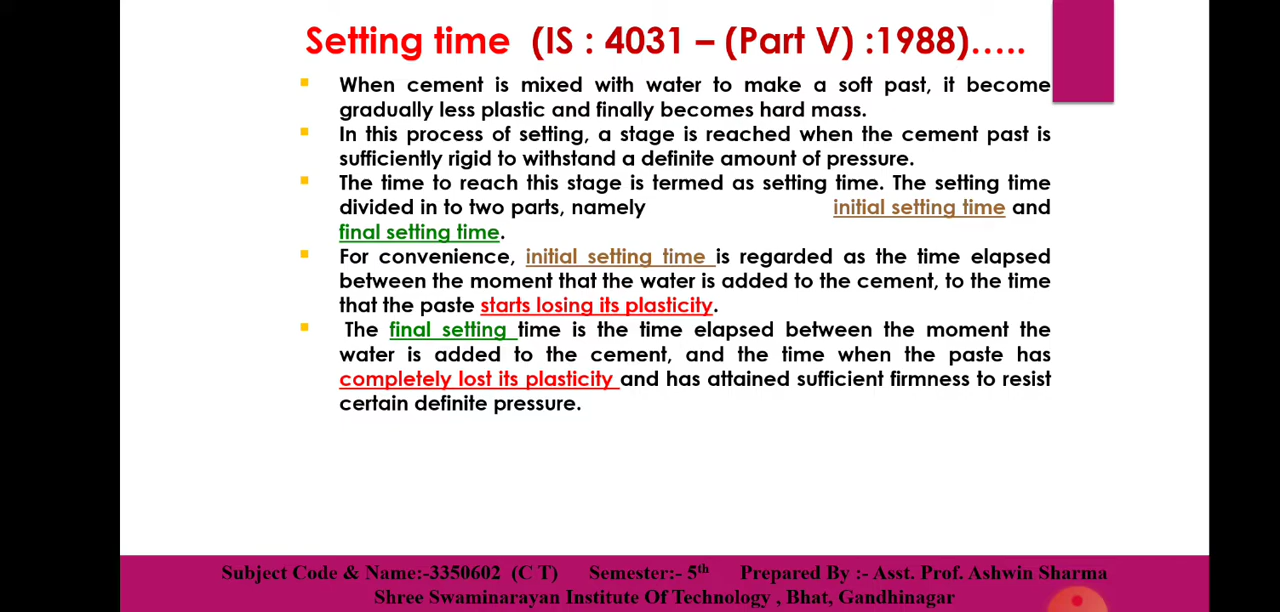 Setting time (IS : 4031 – (Part V) :1988)…..
When cement is mixed with water to make a soft past, it become
gradually less plastic and finally becomes hard mass.
In this process of setting, a stage is reached when the cement past is
sufficiently rigid to withstand a definite amount of pressure.
The time to reach this stage is termed as setting time. The setting time
divided in to two parts, namely initial setting time and
final setting time.
For convenience, initial setting time is regarded as the time elapsed
between the moment that the water is added to the cement, to the time
that the paste starts losing its plasticity.
The final setting time is the time elapsed between the moment the
water is added to the cement, and the time when the paste has
completely lost its plasticity and has attained sufficient firmness to resist
certain definite pressure.
Subject Code & Name:-3350602 (C T) Semester:- 5th Prepared By :- Asst. Prof. Ashwin Sharma
Shree Swaminarayan Institute Of Technology , Bhat, Gandhinagar